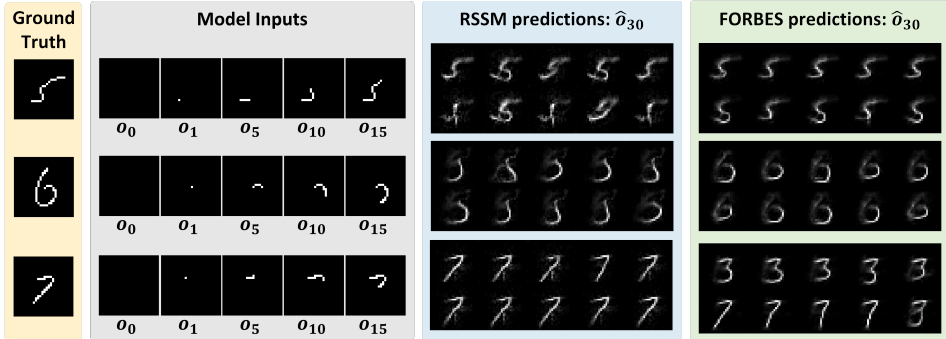 Ground Truth
Model Inputs
RSSM predictions: ô₃₀
FORBES predictions: ô₃₀
o₀ o₁ o₅ o₁₀ o₁₅
o₀ o₁ o₅ o₁₀ o₁₅
o₀ o₁ o₅ o₁₀ o₁₅